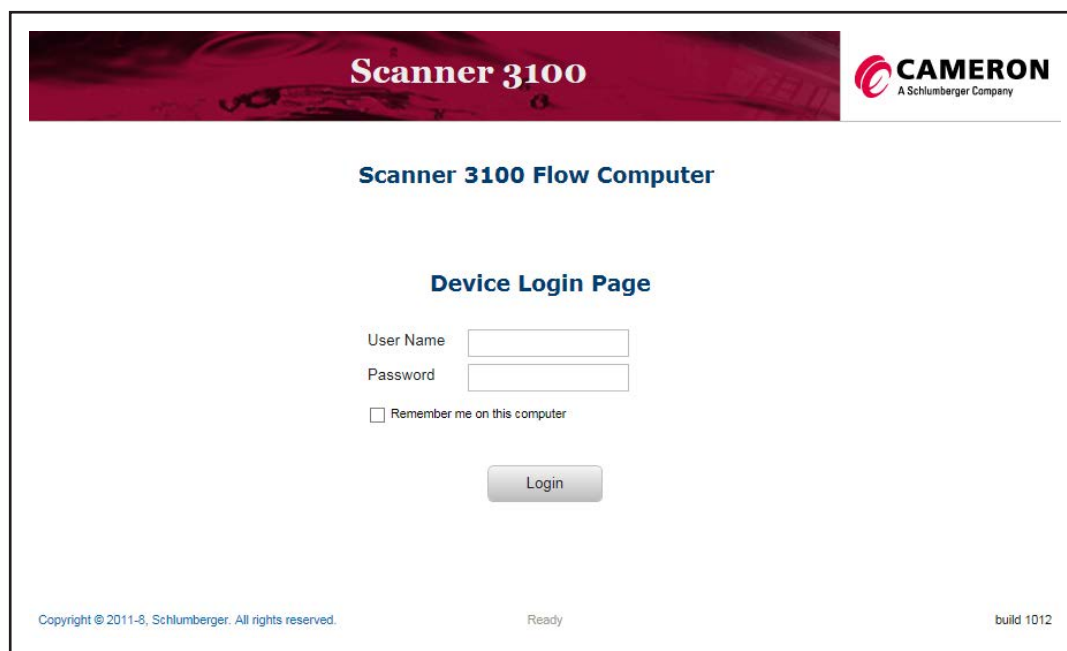 Scanner 3100
CAMERON
A Schlumberger Company
Scanner 3100 Flow Computer
Device Login Page
User Name
Password
Remember me on this computer
Login
Copyright © 2011-8, Schlumberger. All rights reserved.
Ready
build 1012